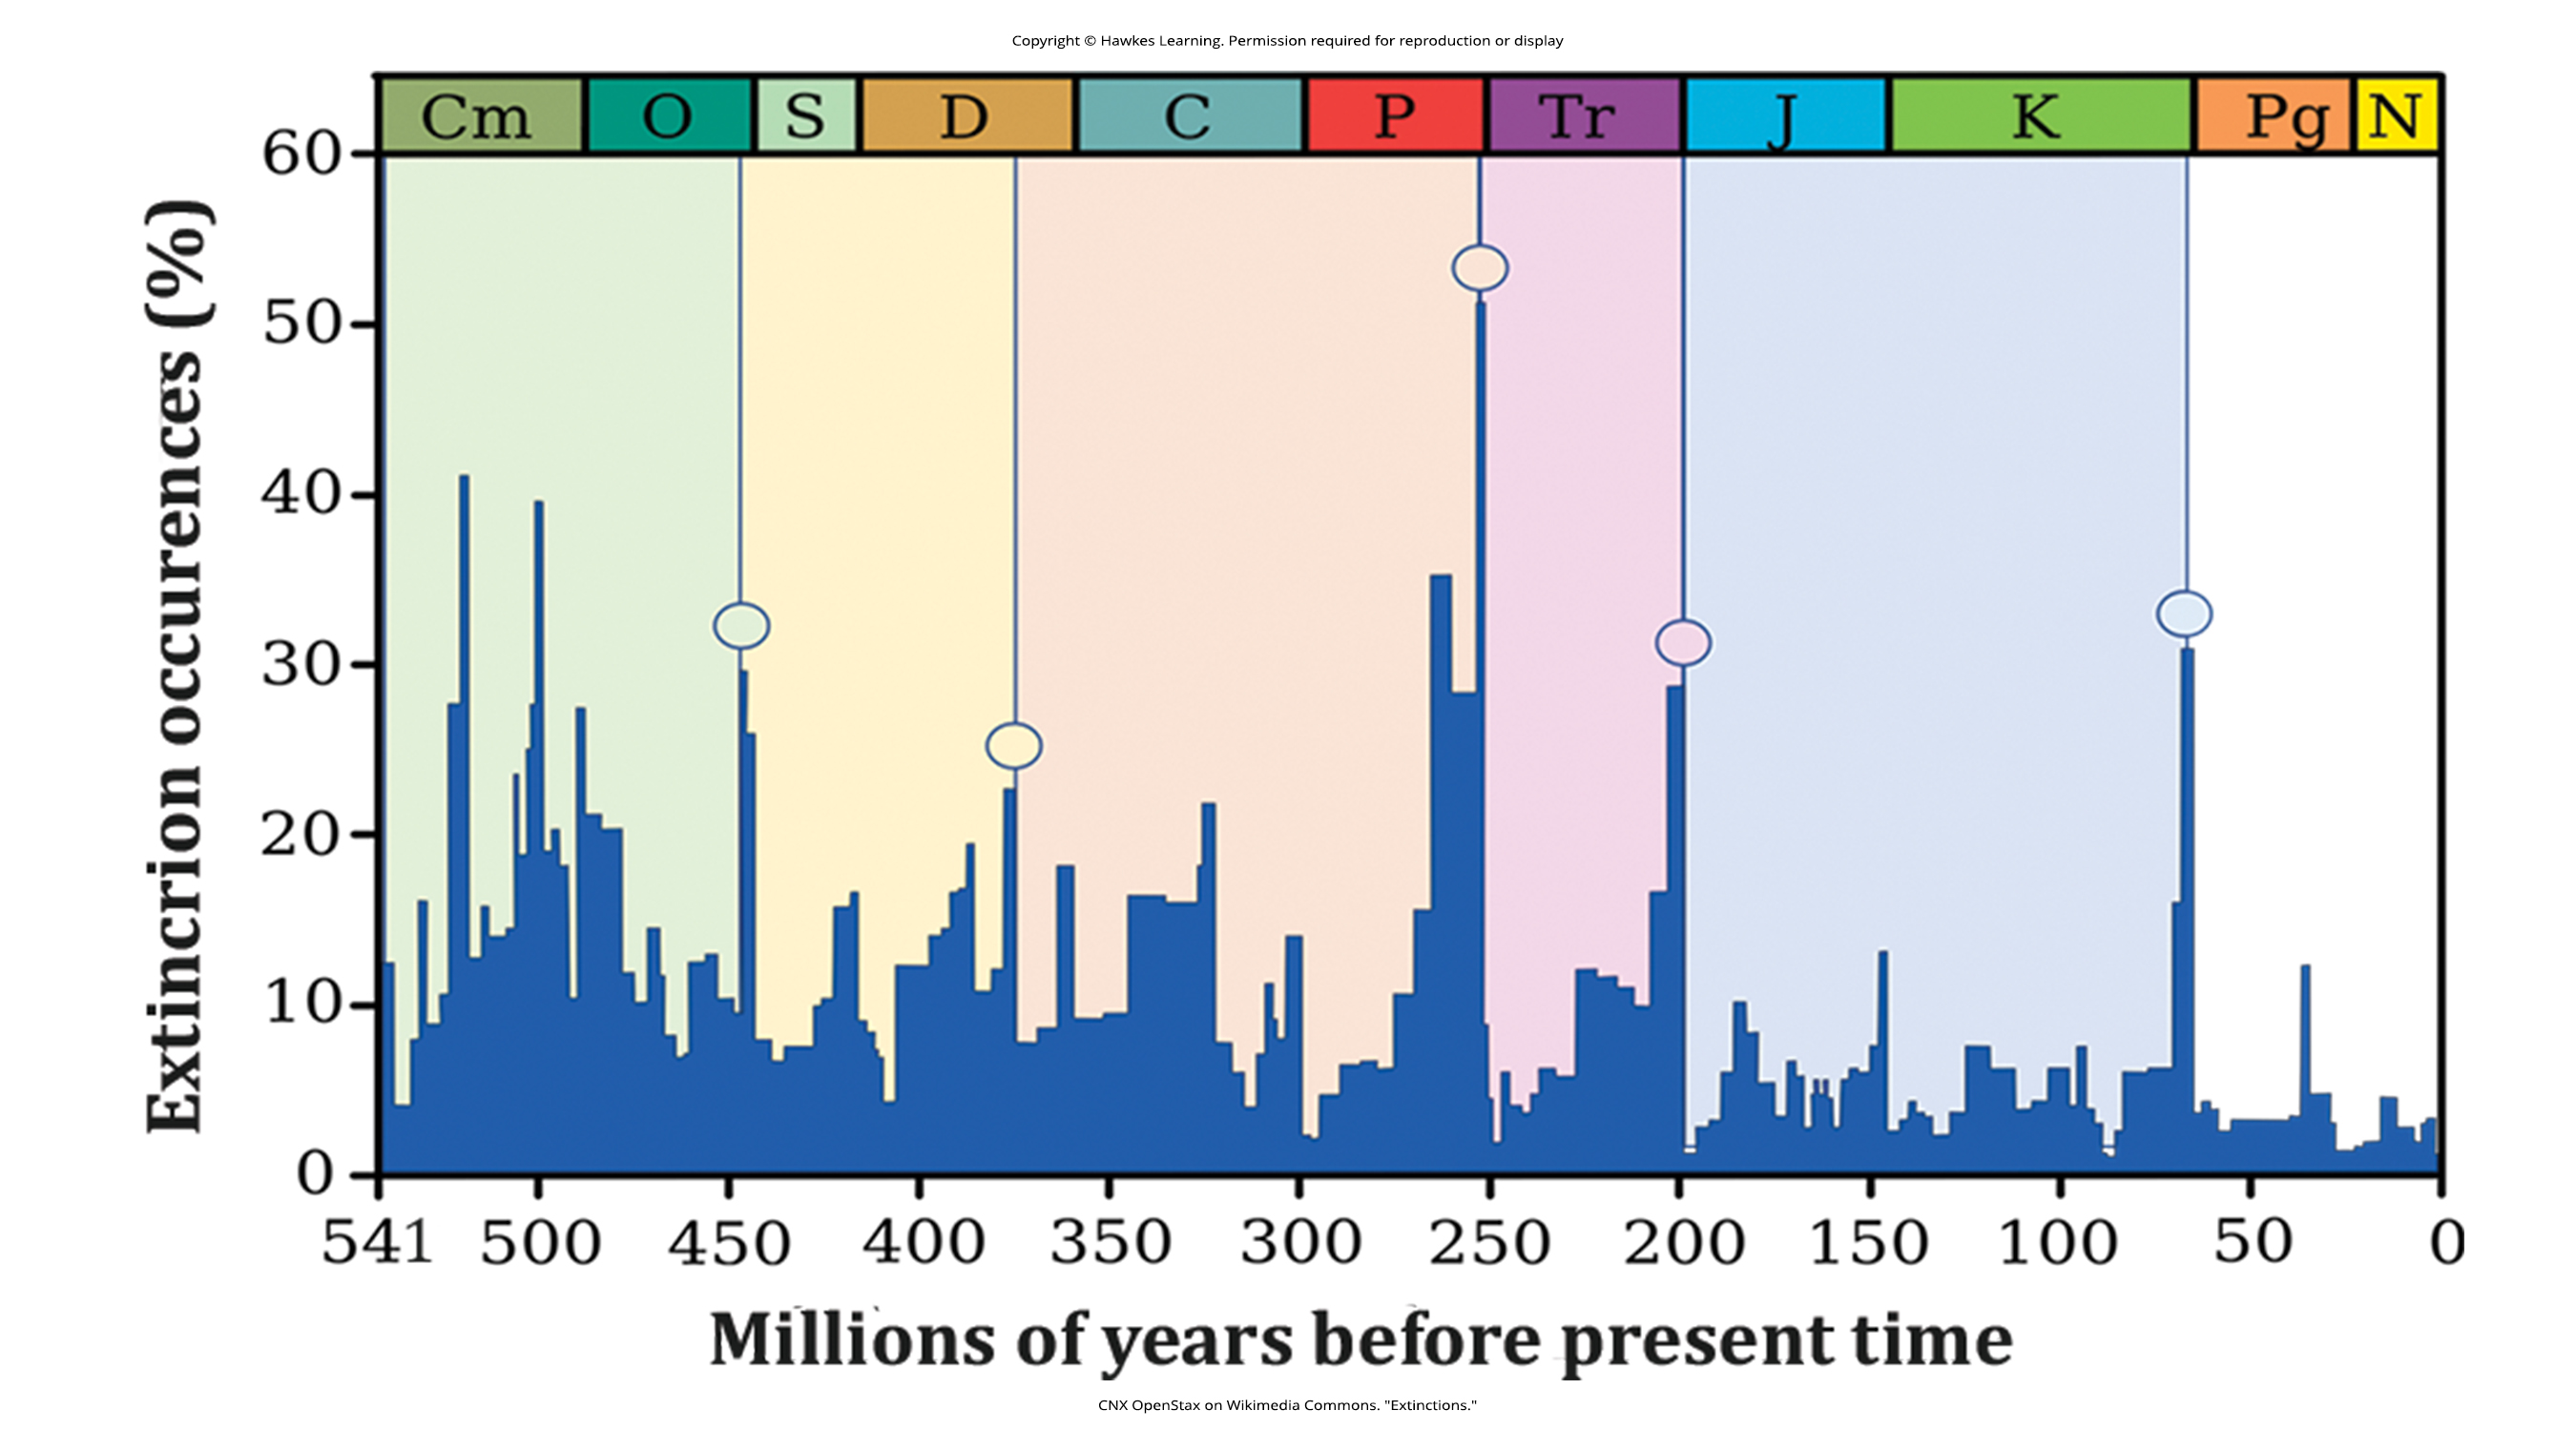 Copyright © Hawkes Learning. Permission required for reproduction or display
Cm O S D C P Tr J K Pg N
Extincrion occurences (%)
60
50
40
30
20
10
0
541 500 450 400 350 300 250 200 150 100 50 0
Millions of years before present time
CNX OpenStax on Wikimedia Commons. "Extinctions."